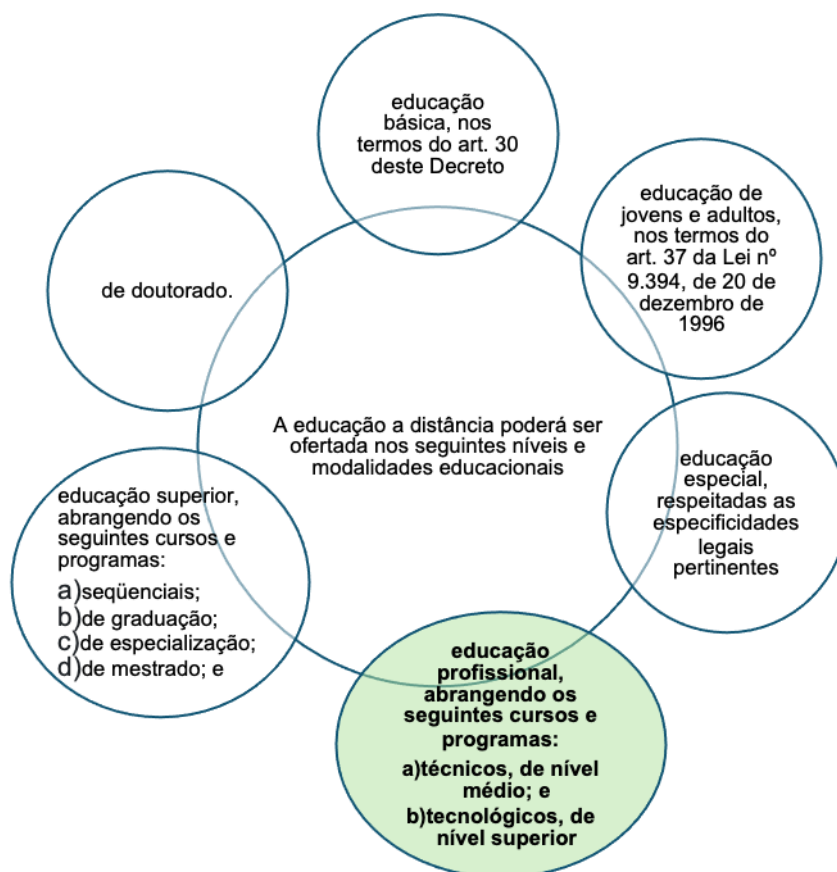 educação
básica, nos
termos do art. 30
deste Decreto
educação de
jovens e adultos,
nos termos do
art. 37 da Lei nº
9.394, de 20 de
dezembro de
1996
de doutorado.
A educação a distância poderá ser
ofertada nos seguintes níveis e
modalidades educacionais
educação
especial,
respeitadas as
especificidades
legais
pertinentes
educação superior,
abrangendo os
seguintes cursos e
programas:
a)seqüenciais;
b)de graduação;
c)de especialização;
d)de mestrado; e
educação
profissional,
abrangendo os
seguintes cursos e
programas:
a)técnicos, de nível
médio; e
b)tecnológicos, de
nível superior